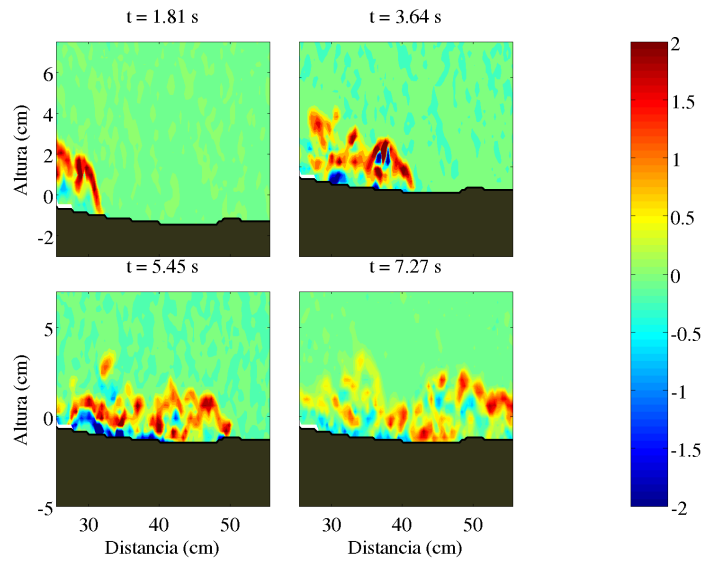 t = 1.81 s
t = 3.64 s
Altura (cm)
6
4
2
0
-2
t = 5.45 s
t = 7.27 s
Altura (cm)
5
0
-5
30 40 50
30 40 50
Distancia (cm)
Distancia (cm)
2
1.5
1
0.5
0
-0.5
-1
-1.5
-2